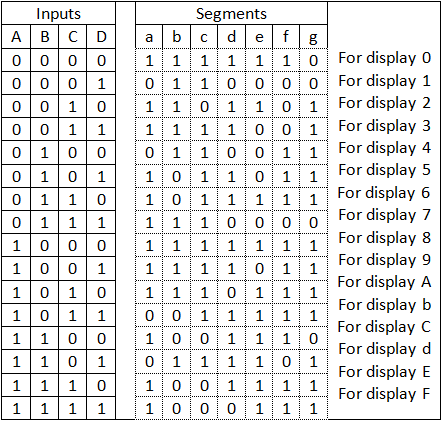 Inputs Segments
A B C D a b c d e f g
0 0 0 0 1 1 1 1 1 1 0 For display 0
0 0 0 1 0 1 1 0 0 0 0 For display 1
0 0 1 0 1 1 0 1 1 0 1 For display 2
0 0 1 1 1 1 1 1 0 0 1 For display 3
0 1 0 0 0 1 1 0 0 1 1 For display 4
0 1 0 1 1 0 1 1 0 1 1 For display 5
0 1 1 0 1 0 1 1 1 1 1 For display 6
0 1 1 1 1 1 1 0 0 0 0 For display 7
1 0 0 0 1 1 1 1 1 1 1 For display 8
1 0 0 1 1 1 1 1 0 1 1 For display 9
1 0 1 0 1 1 1 0 1 1 1 For display A
1 0 1 1 0 0 1 1 1 1 1 For display b
1 1 0 0 1 0 0 1 1 1 0 For display C
1 1 0 1 0 1 1 1 1 0 1 For display d
1 1 1 0 1 0 0 1 1 1 1 For display E
1 1 1 1 1 0 0 0 1 1 1 For display F